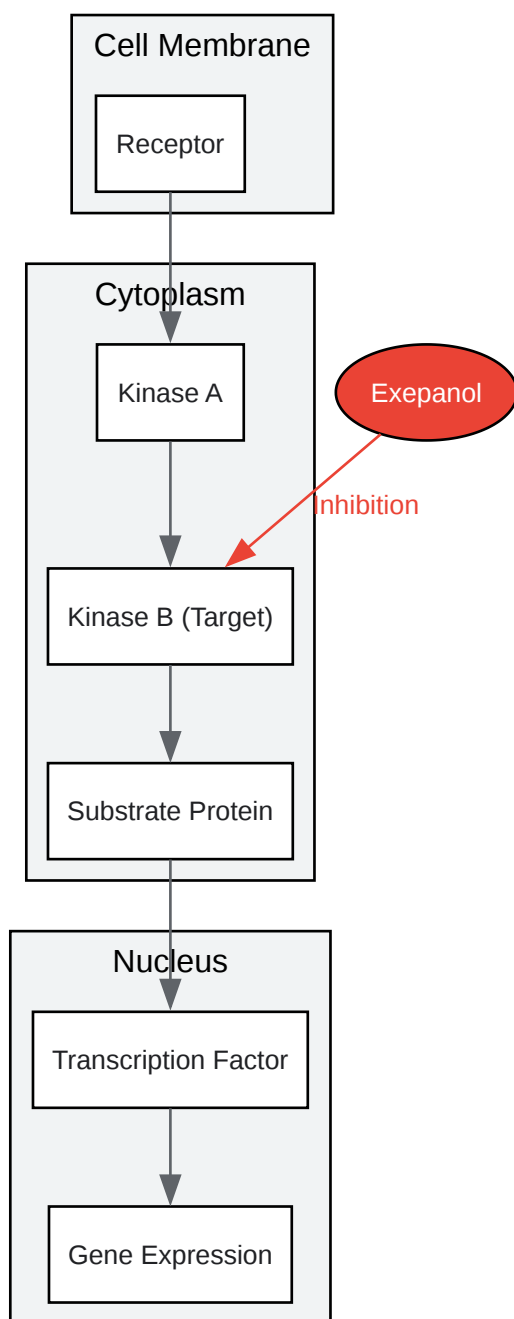 Cell Membrane
Receptor
Cytoplasm
Kinase A
Exepanol
Inhibition
Kinase B (Target)
Substrate Protein
Nucleus
Transcription Factor
Gene Expression